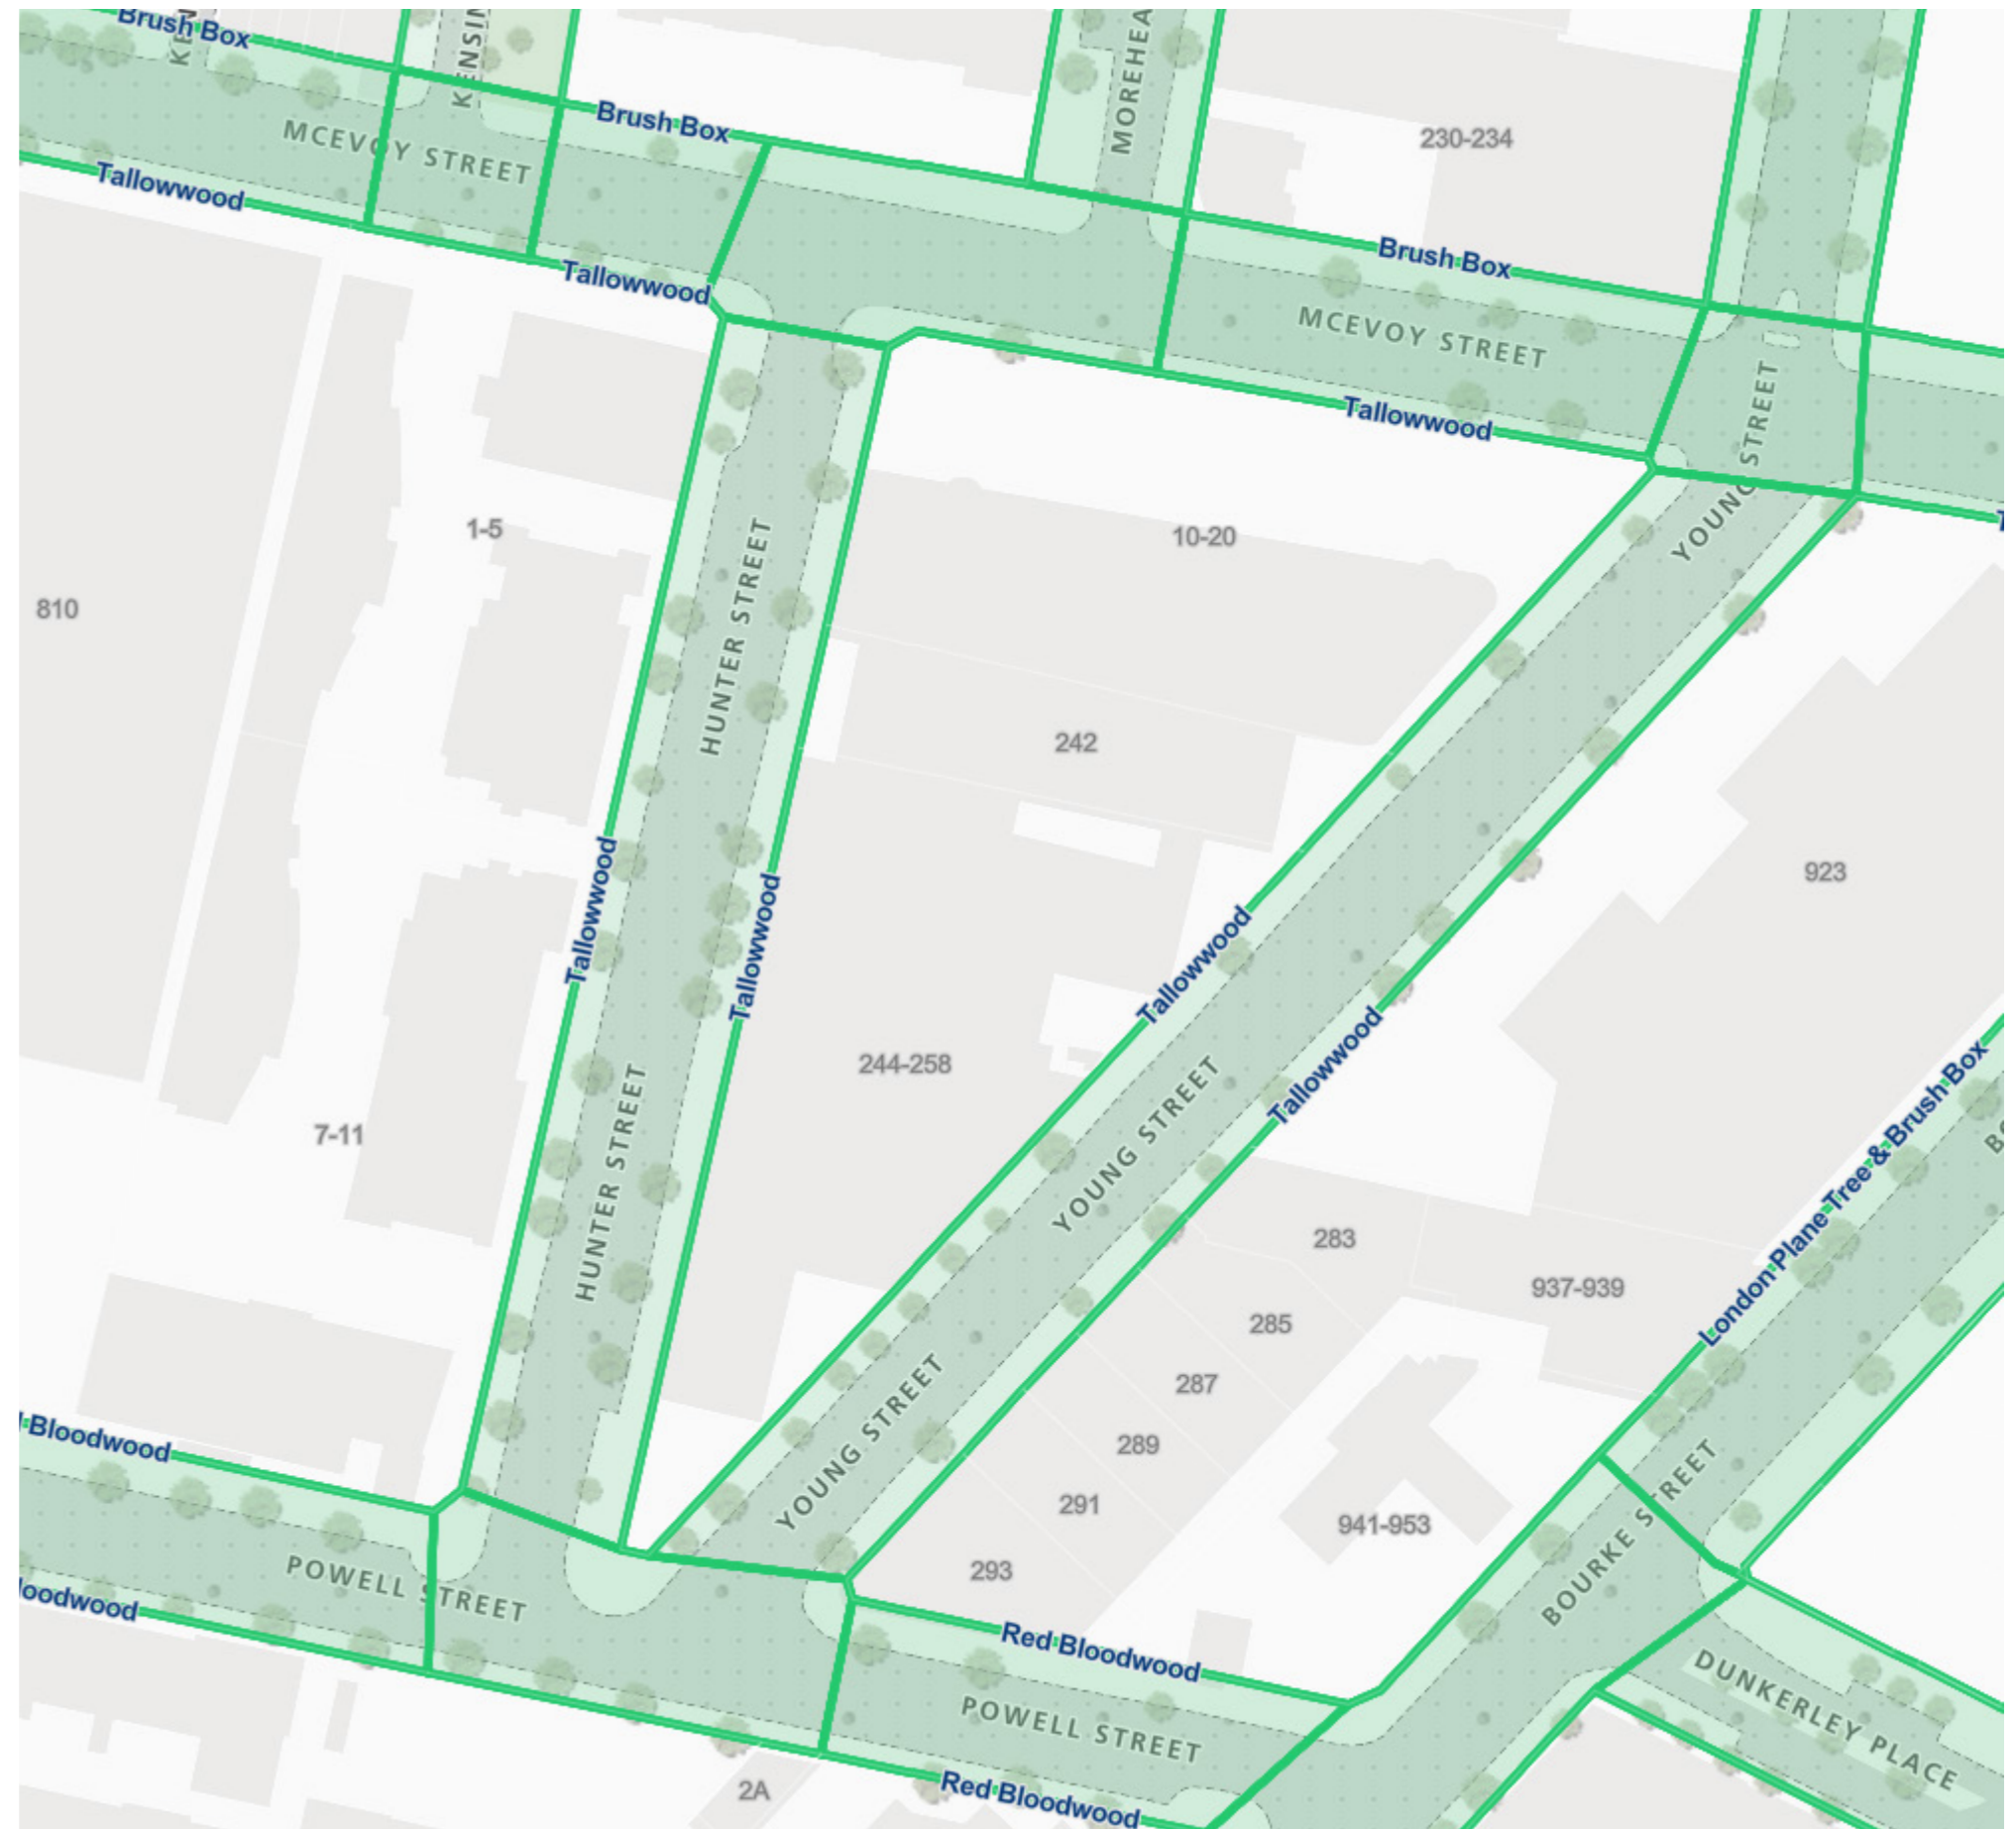 Brush Box
Brush Box
MCEVOY STREET
Tallowwood
Tallowwood
230-234
Brush Box
MCEVOY STREET
Tallowwood
YOUNG STREET
1-5
10-20
810
HUNTER STREET
242
923
Tallowwood
Tallowwood
Tallowwood
Tallowwood
244-258
YOUNG STREET
7-11
HUNTER STREET
London Plane Tree & Brush Box
283
937-939
285
287
289
291
293
941-953
YOUNG STREET
Bloodwood
POWELL STREET
BOURKE STREET
Red Bloodwood
POWELL STREET
DUNKERLEY PLACE
2A
Red Bloodwood